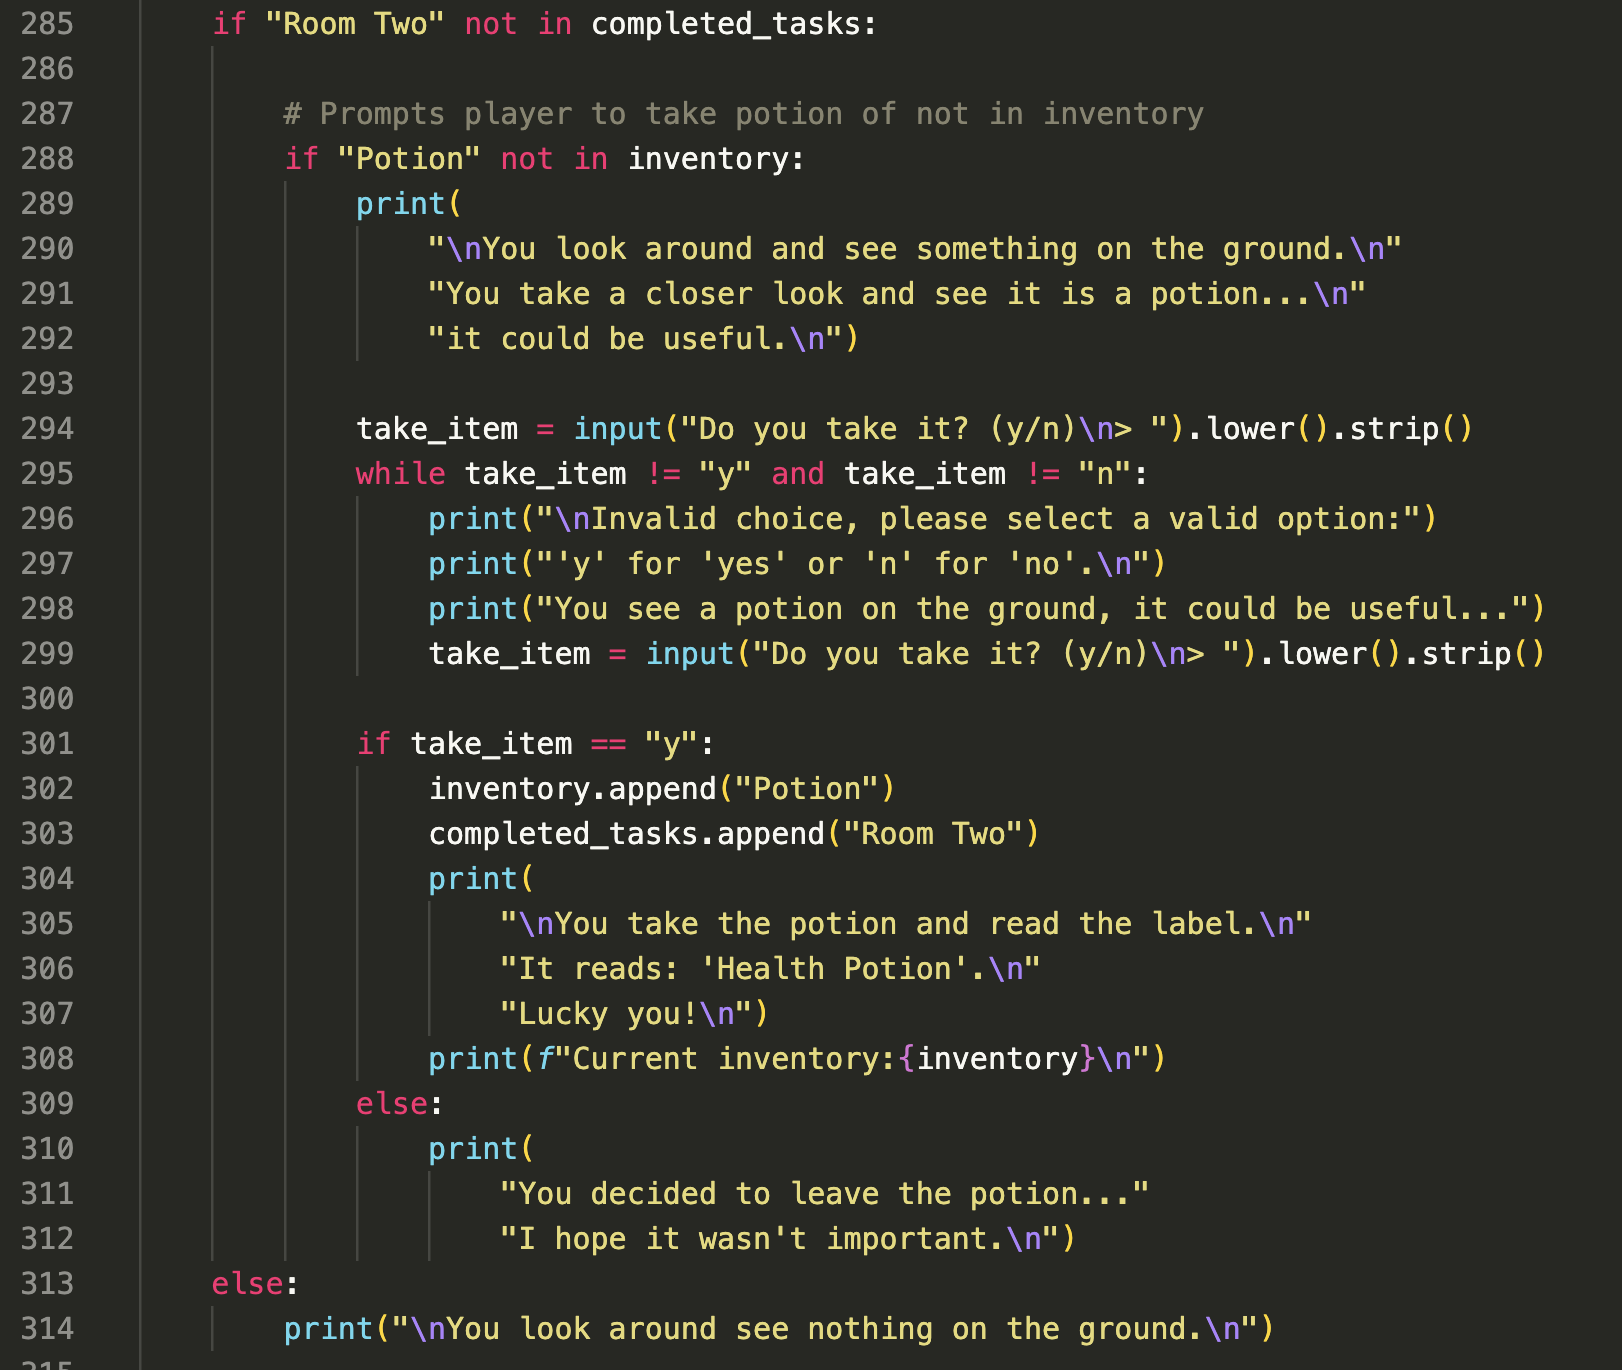 285 if "Room Two" not in completed_tasks:
286
287 # Prompts player to take potion of not in inventory
288 if "Potion" not in inventory:
289 print(
290 "\nYou look around and see something on the ground.\n"
291 "You take a closer look and see it is a potion...\n"
292 "it could be useful.\n")
293
294 take_item = input("Do you take it? (y/n)\n> ").lower().strip()
295 while take_item != "y" and take_item != "n":
296 print("\nInvalid choice, please select a valid option:")
297 print("'y' for 'yes' or 'n' for 'no'.\n")
298 print("You see a potion on the ground, it could be useful...")
299 take_item = input("Do you take it? (y/n)\n> ").lower().strip()
300
301 if take_item == "y":
302 inventory.append("Potion")
303 completed_tasks.append("Room Two")
304 print(
305 "\nYou take the potion and read the label.\n"
306 "It reads: 'Health Potion'.\n"
307 "Lucky you!\n")
308 print(f"Current inventory:{inventory}\n")
309 else:
310 print(
311 "You decided to leave the potion..."
312 "I hope it wasn't important.\n")
313 else:
314 print("\nYou look around see nothing on the ground.\n")
315